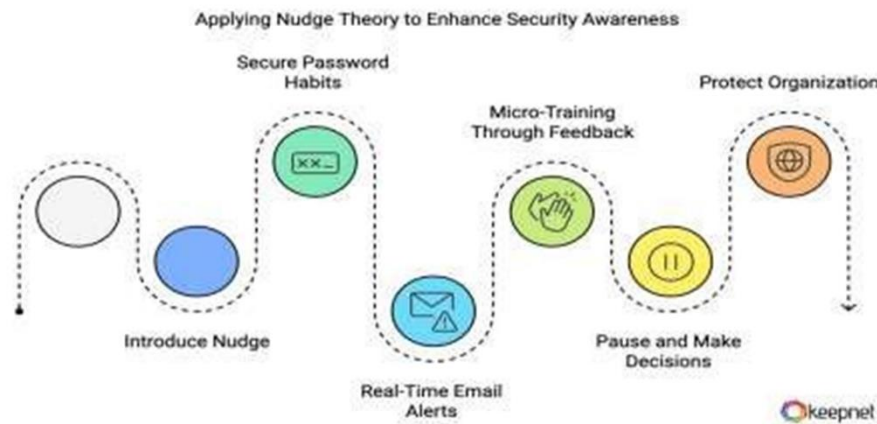 Applying Nudge Theory to Enhance Security Awareness
Secure Password
Habits
Protect Organization
Micro-Training
Through Feedback
××_
Introduce Nudge
Pause and Make
Decisions
Real-Time Email
Alerts
keepnet